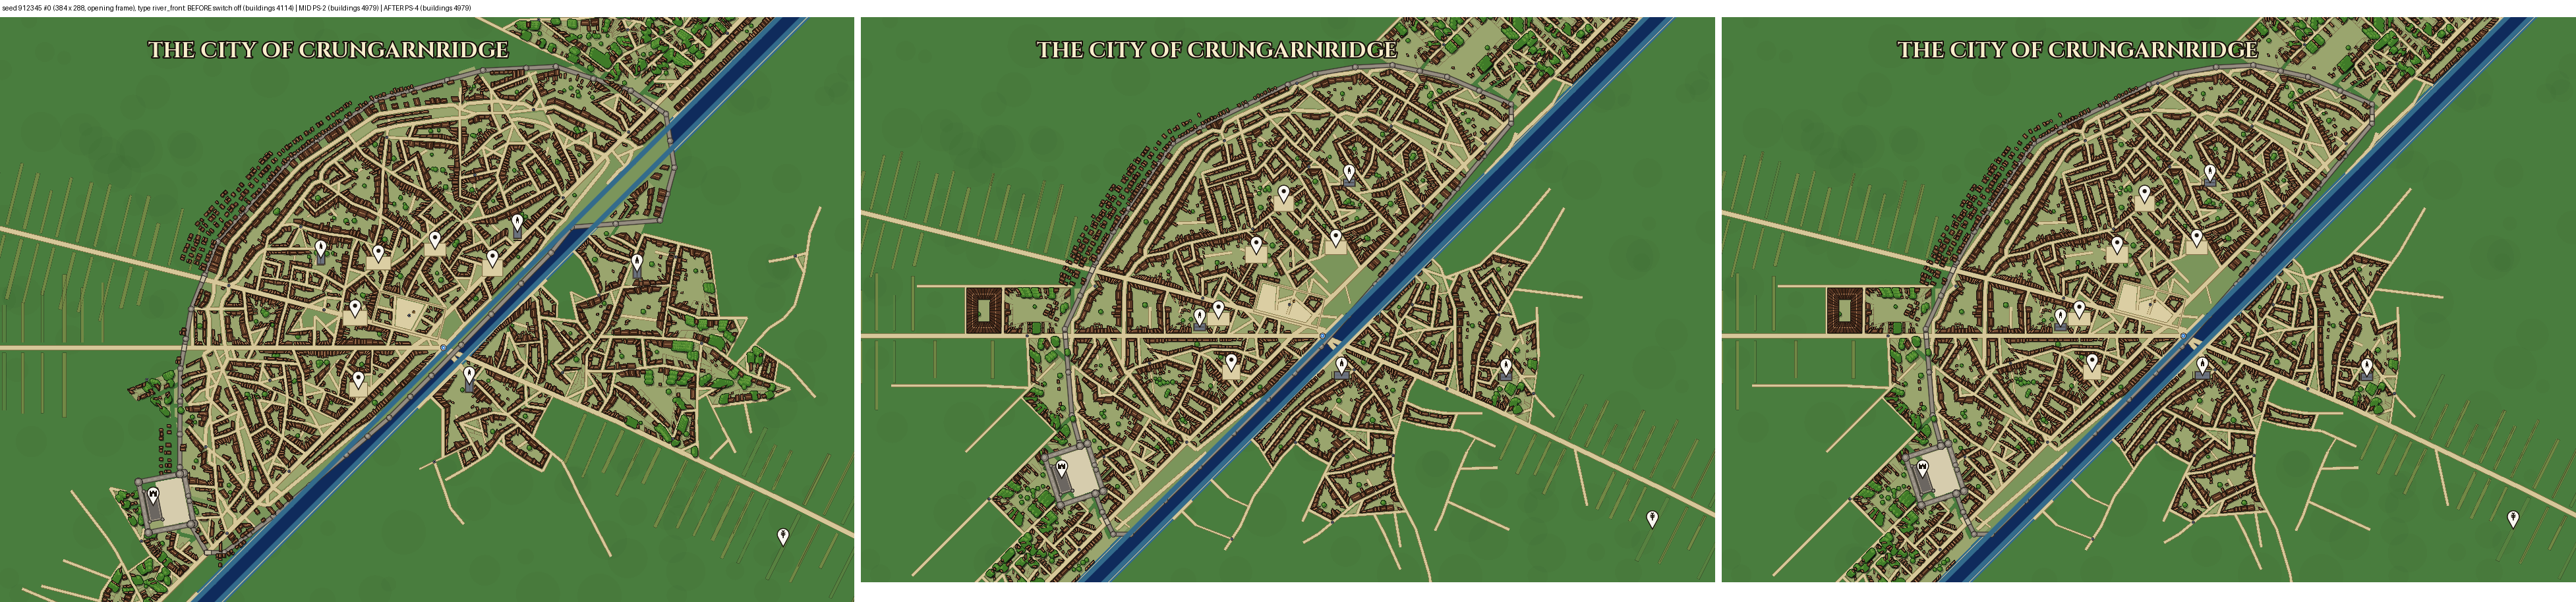 seed 912345 #0 (384 x 288, opening frame), type river_front: BEFORE switch off (buildings 4114) | MID PS-2 (buildings 4979) | AFTER PS-4 (buildings 4979)
THE CITY OF CRUNGARNRIDGE
THE CITY OF CRUNGARNRIDGE
THE CITY OF CRUNGARNRIDGE